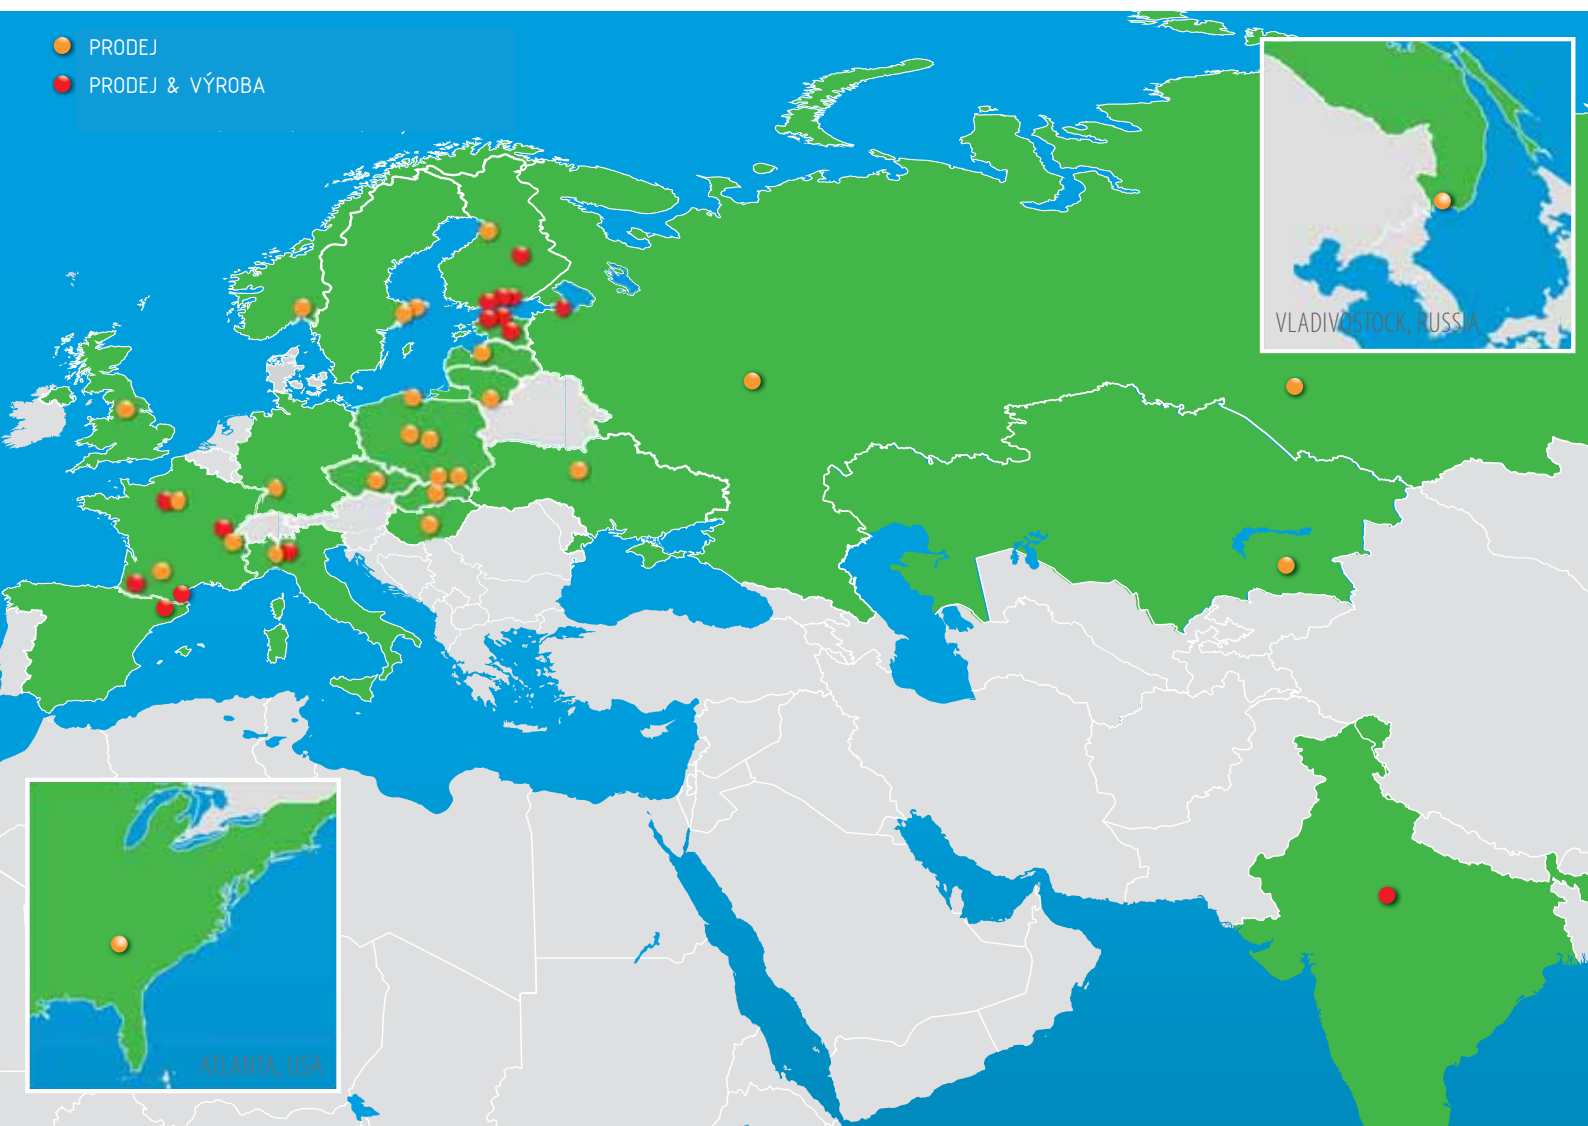 PRODEJ
PRODEJ & VÝROBA
VLADIVOSTOCK, RUSSIA
ATLANTA, USA